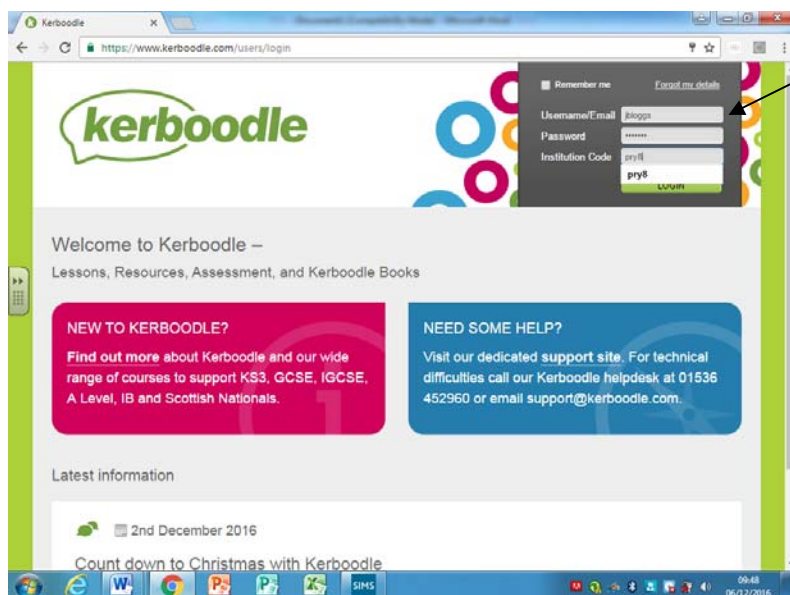 Kerboodle
https://www.kerboodle.com/users/login
Remember me
Forgot my details
Username/Email jbloggs
Password
Institution Code pry8
pry8
LOGIN
kerboodle
Welcome to Kerboodle –
Lessons, Resources, Assessment, and Kerboodle Books
NEW TO KERBOODLE?
Find out more about Kerboodle and our wide
range of courses to support KS3, GCSE, IGCSE,
A Level, IB and Scottish Nationals.
NEED SOME HELP?
Visit our dedicated support site. For technical
difficulties call our Kerboodle helpdesk at 01536
452960 or email support@kerboodle.com.
Latest information
2nd December 2016
Count down to Christmas with Kerboodle
SIMS
09:48
06/12/2016